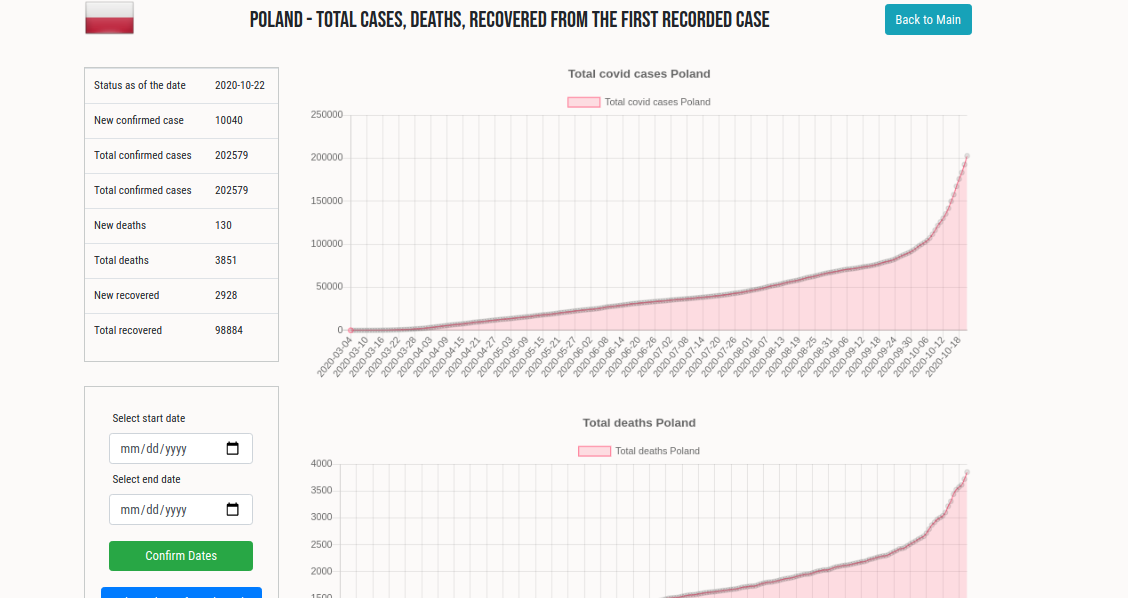 POLAND - TOTAL CASES, DEATHS, RECOVERED FROM THE FIRST RECORDED CASE
Back to Main
Status as of the date 2020-10-22
New confirmed case 10040
Total confirmed cases 202579
Total confirmed cases 202579
New deaths 130
Total deaths 3851
New recovered 2928
Total recovered 98884
Select start date
mm/dd/yyyy
Select end date
mm/dd/yyyy
Confirm Dates
Total covid cases Poland
Total covid cases Poland
250000
200000
150000
100000
50000
0
2020-03-04
2020-03-10
2020-03-16
2020-03-22
2020-03-28
2020-04-03
2020-04-09
2020-04-15
2020-04-21
2020-04-27
2020-05-03
2020-05-09
2020-05-15
2020-05-21
2020-05-27
2020-06-02
2020-06-08
2020-06-14
2020-06-20
2020-06-26
2020-07-02
2020-07-08
2020-07-14
2020-07-20
2020-07-26
2020-08-01
2020-08-07
2020-08-13
2020-08-19
2020-08-25
2020-08-31
2020-09-06
2020-09-12
2020-09-18
2020-09-24
2020-09-30
2020-10-06
2020-10-12
2020-10-18
Total deaths Poland
Total deaths Poland
4000
3500
3000
2500
2000
1500